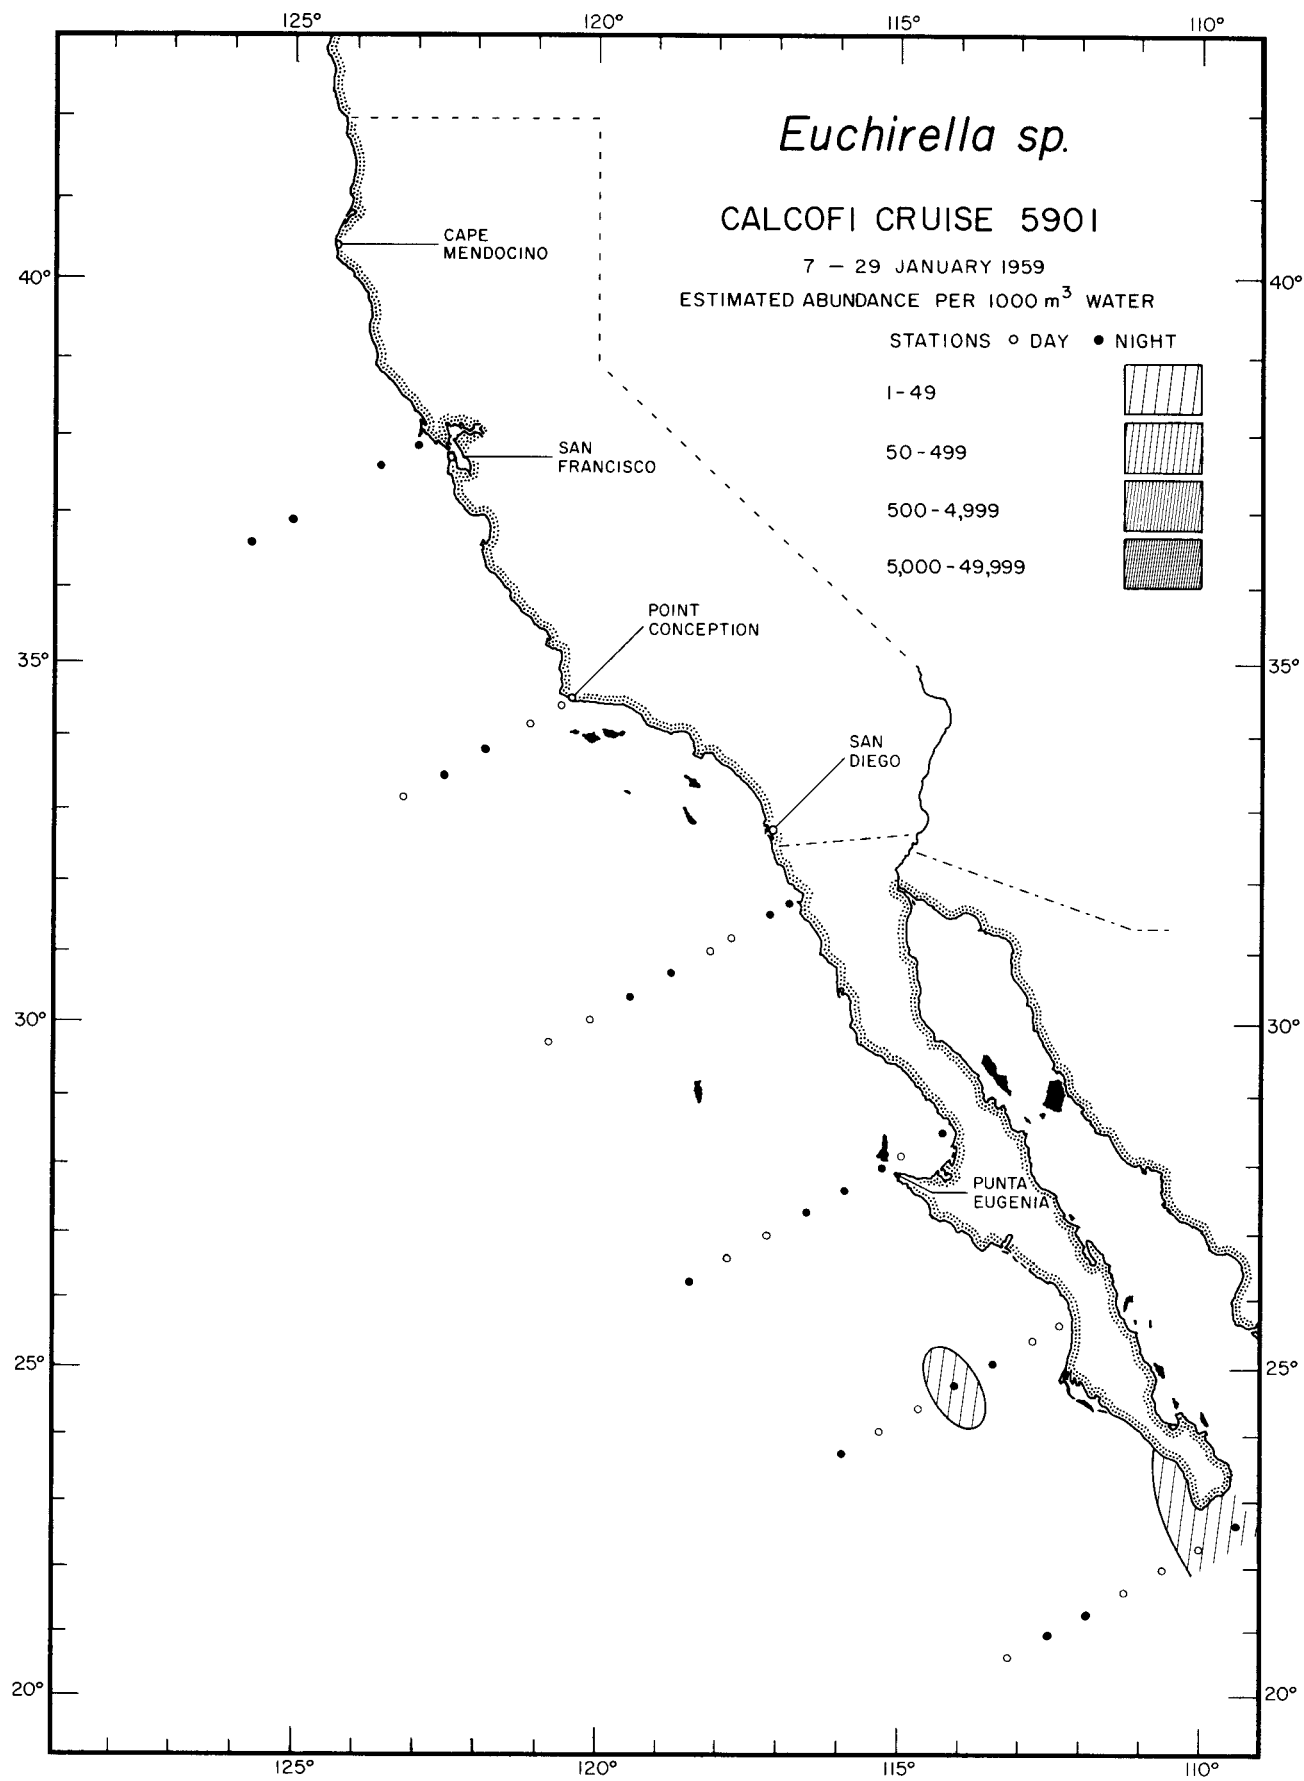 125° 120° 115° 110°
Euchirella sp.
CALCOFI CRUISE 5901
7 – 29 JANUARY 1959
ESTIMATED ABUNDANCE PER 1000 m³ WATER
STATIONS ○ DAY ● NIGHT
1-49
50-499
500-4,999
5,000-49,999
CAPE
MENDOCINO
40° 40°
SAN
FRANCISCO
POINT
CONCEPTION
35° 35°
SAN
DIEGO
30° 30°
PUNTA
EUGENIA
25° 25°
20° 20°
125° 120° 115° 110°